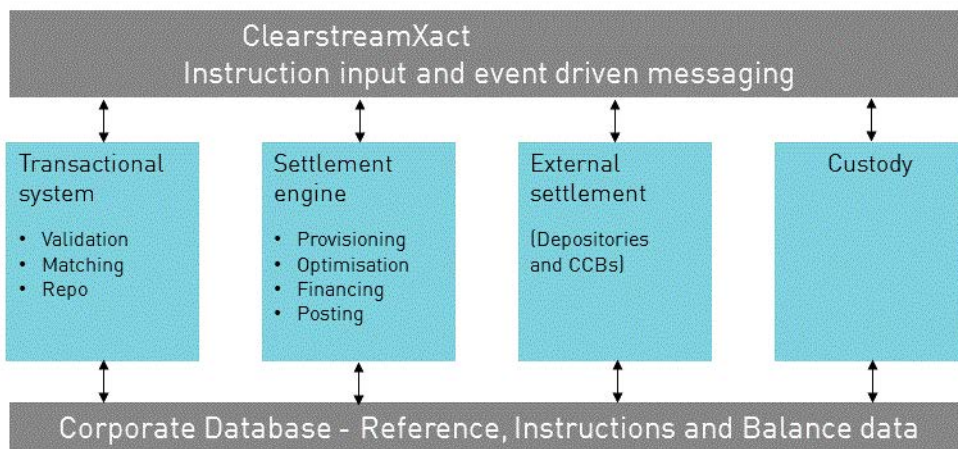 ClearstreamXact
Instruction input and event driven messaging
Transactional
system
• Validation
• Matching
• Repo
Settlement
engine
• Provisioning
• Optimisation
• Financing
• Posting
External
settlement
(Depositories
and CCBs)
Custody
Corporate Database - Reference, Instructions and Balance data